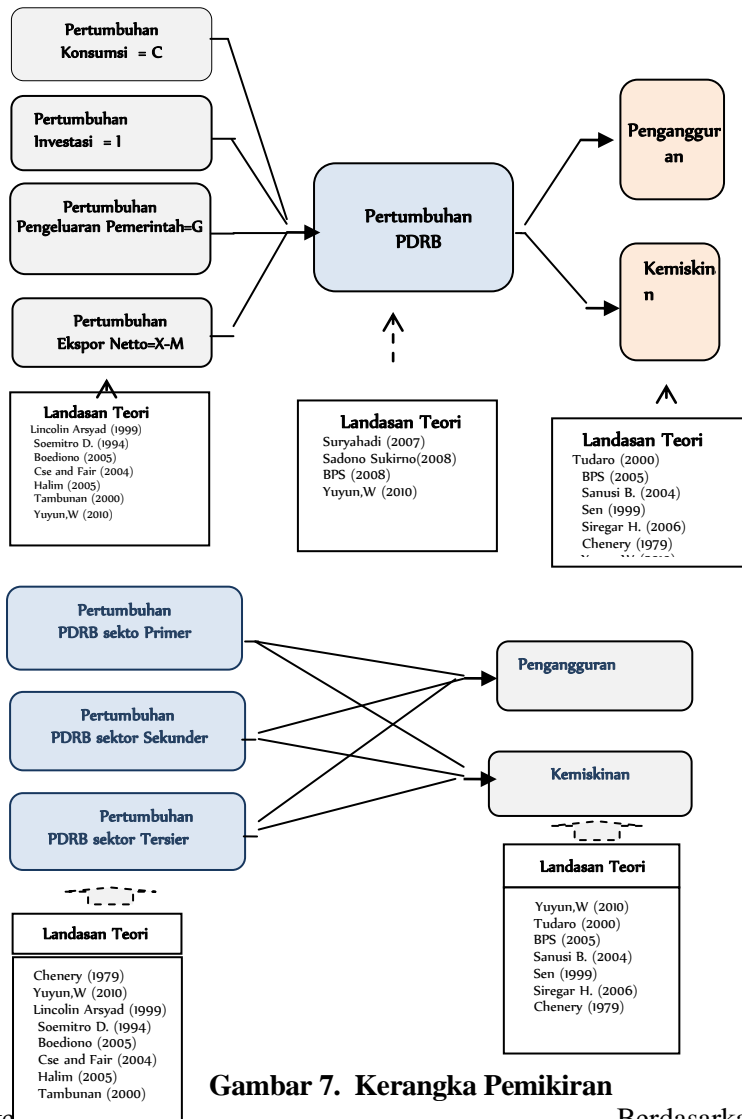 Pertumbuhan
Konsumsi = C
Pertumbuhan
Investasi = I
Pertumbuhan
Pengeluaran Pemerintah=G
Pertumbuhan
Ekspor Netto=X-M
Pertumbuhan
PDRB
Penganggur
an
Kemiskin
n
Landasan Teori
Lincolin Arsyad (1999)
Soemitro D. (1994)
Boediono (2005)
Cse and Fair (2004)
Halim (2005)
Tambunan (2000)
Yuyun,W (2010)
Landasan Teori
Suryahadi (2007)
Sadono Sukirno(2008)
BPS (2008)
Yuyun,W (2010)
Landasan Teori
Tudaro (2000)
BPS (2005)
Sanusi B. (2004)
Sen (1999)
Siregar H. (2006)
Chenery (1979)
Pertumbuhan
PDRB sekto Primer
Pertumbuhan
PDRB sektor Sekunder
Pertumbuhan
PDRB sektor Tersier
Pengangguran
Kemiskinan
Landasan Teori
Chenery (1979)
Yuyun,W (2010)
Lincolin Arsyad (1999)
Soemitro D. (1994)
Boediono (2005)
Cse and Fair (2004)
Halim (2005)
Tambunan (2000)
Landasan Teori
Yuyun,W (2010)
Tudaro (2000)
BPS (2005)
Sanusi B. (2004)
Sen (1999)
Siregar H. (2006)
Chenery (1979)
Gambar 7. Kerangka Pemikiran